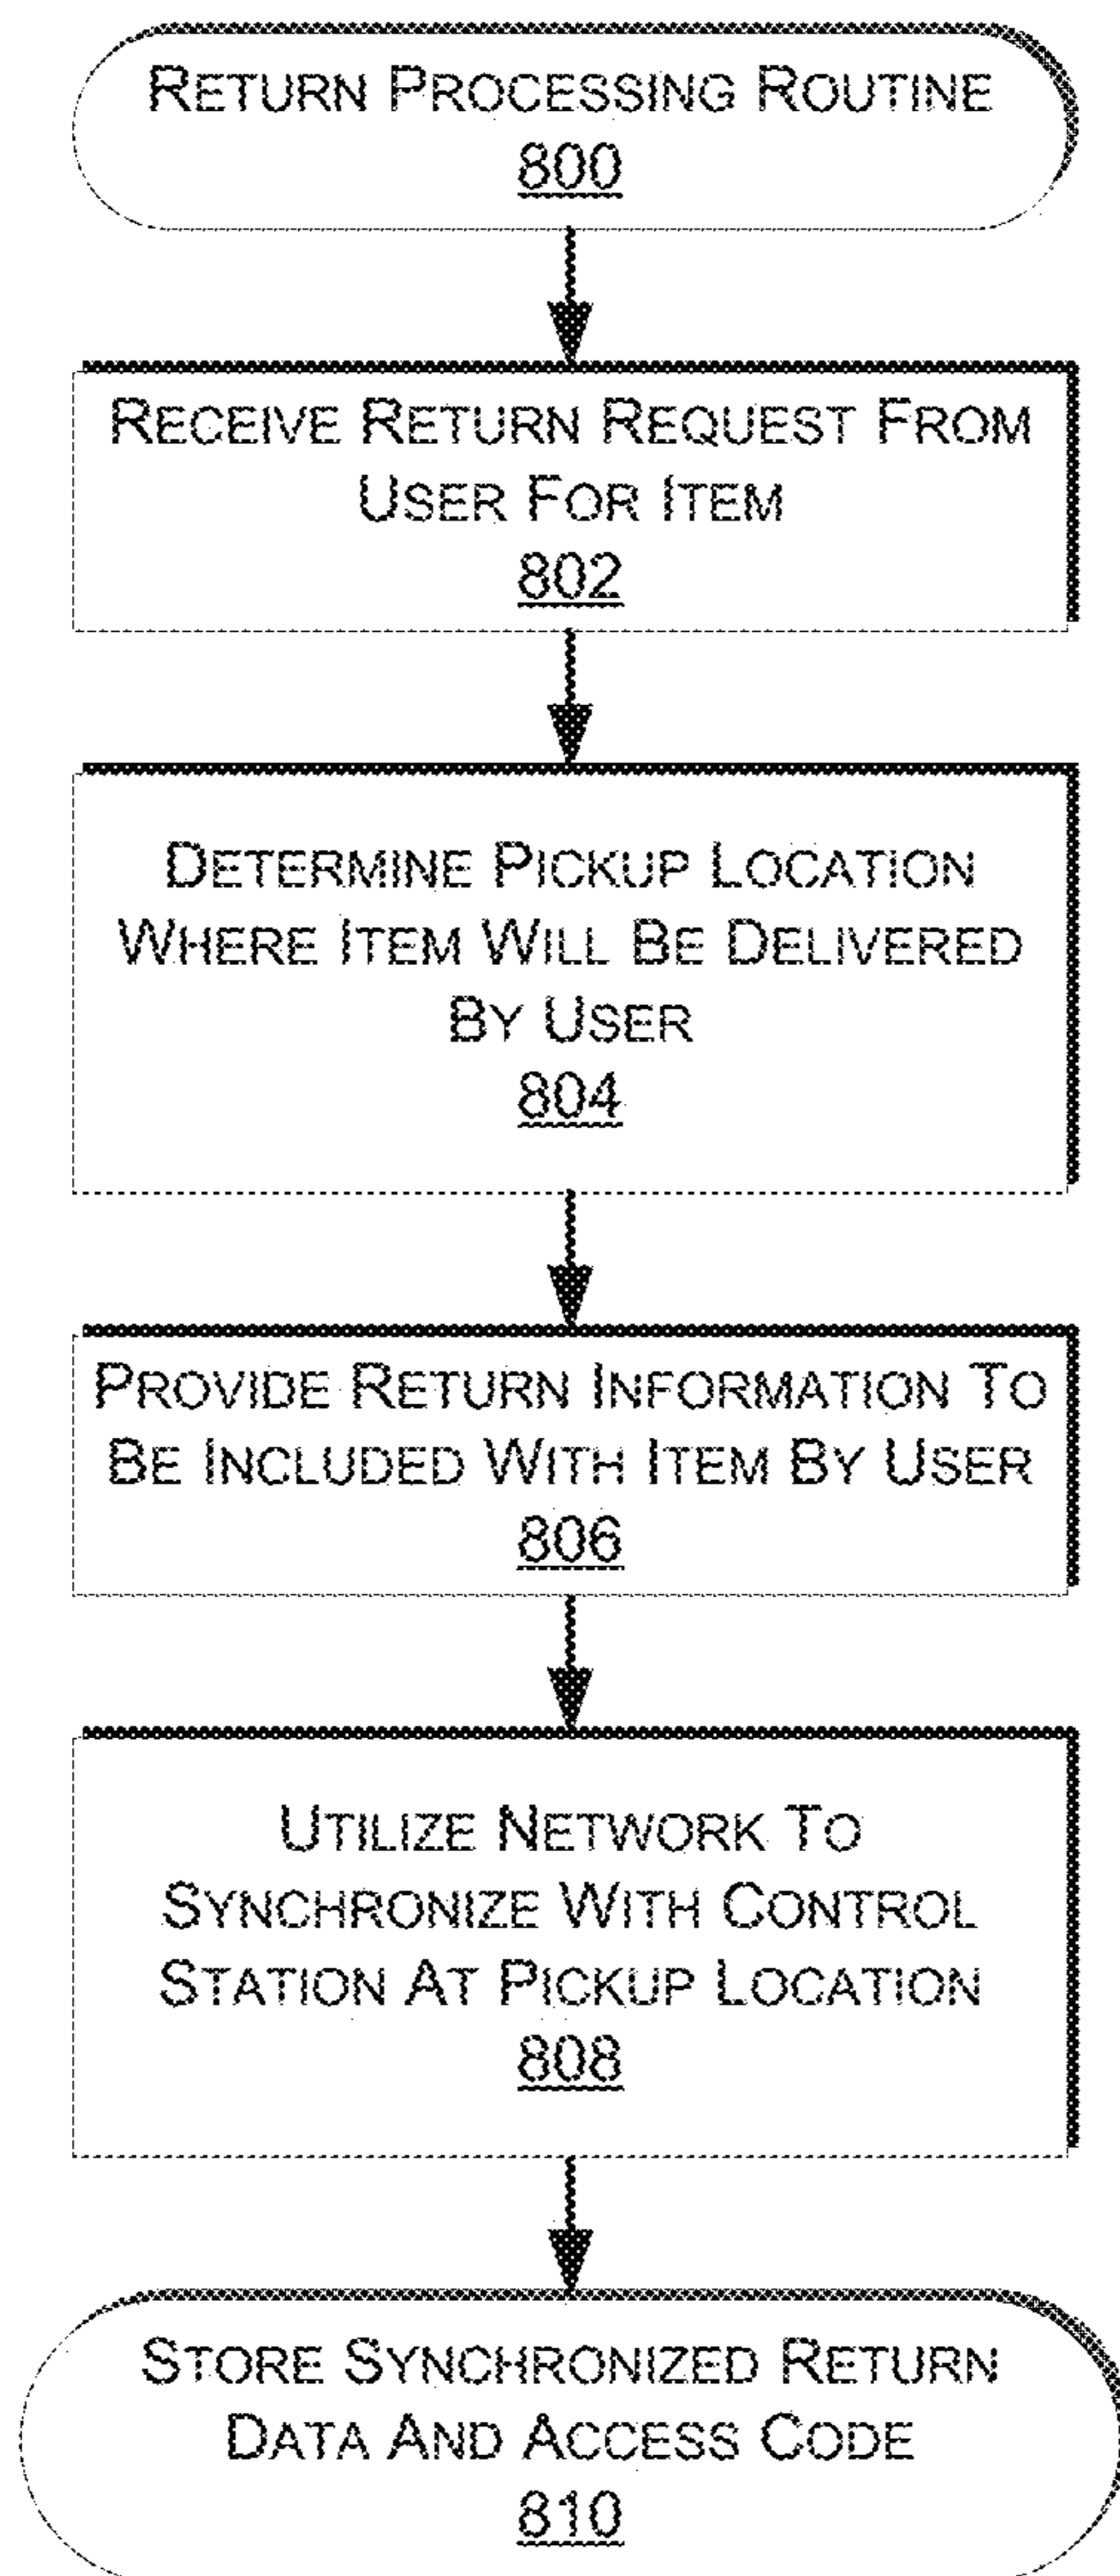 RETURN PROCESSING ROUTINE
800
RECEIVE RETURN REQUEST FROM
USER FOR ITEM
802
DETERMINE PICKUP LOCATION
WHERE ITEM WILL BE DELIVERED
BY USER
804
PROVIDE RETURN INFORMATION TO
BE INCLUDED WITH ITEM BY USER
806
UTILIZE NETWORK TO
SYNCHRONIZE WITH CONTROL
STATION AT PICKUP LOCATION
808
STORE SYNCHRONIZED RETURN
DATA AND ACCESS CODE
810